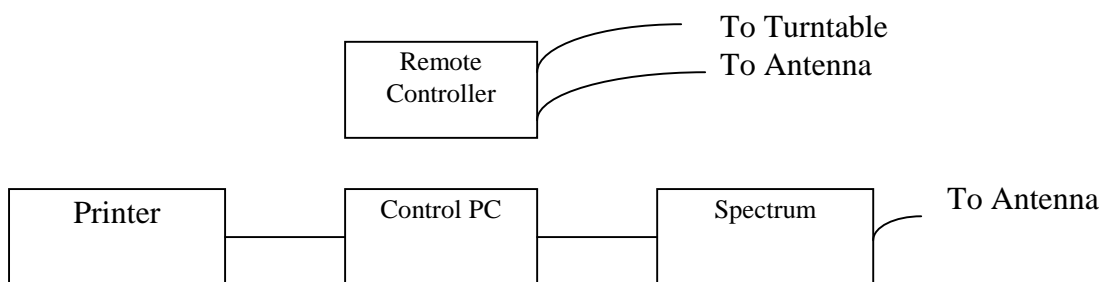 To Turntable
To Antenna
Remote
Controller
Printer
Control PC
Spectrum
To Antenna